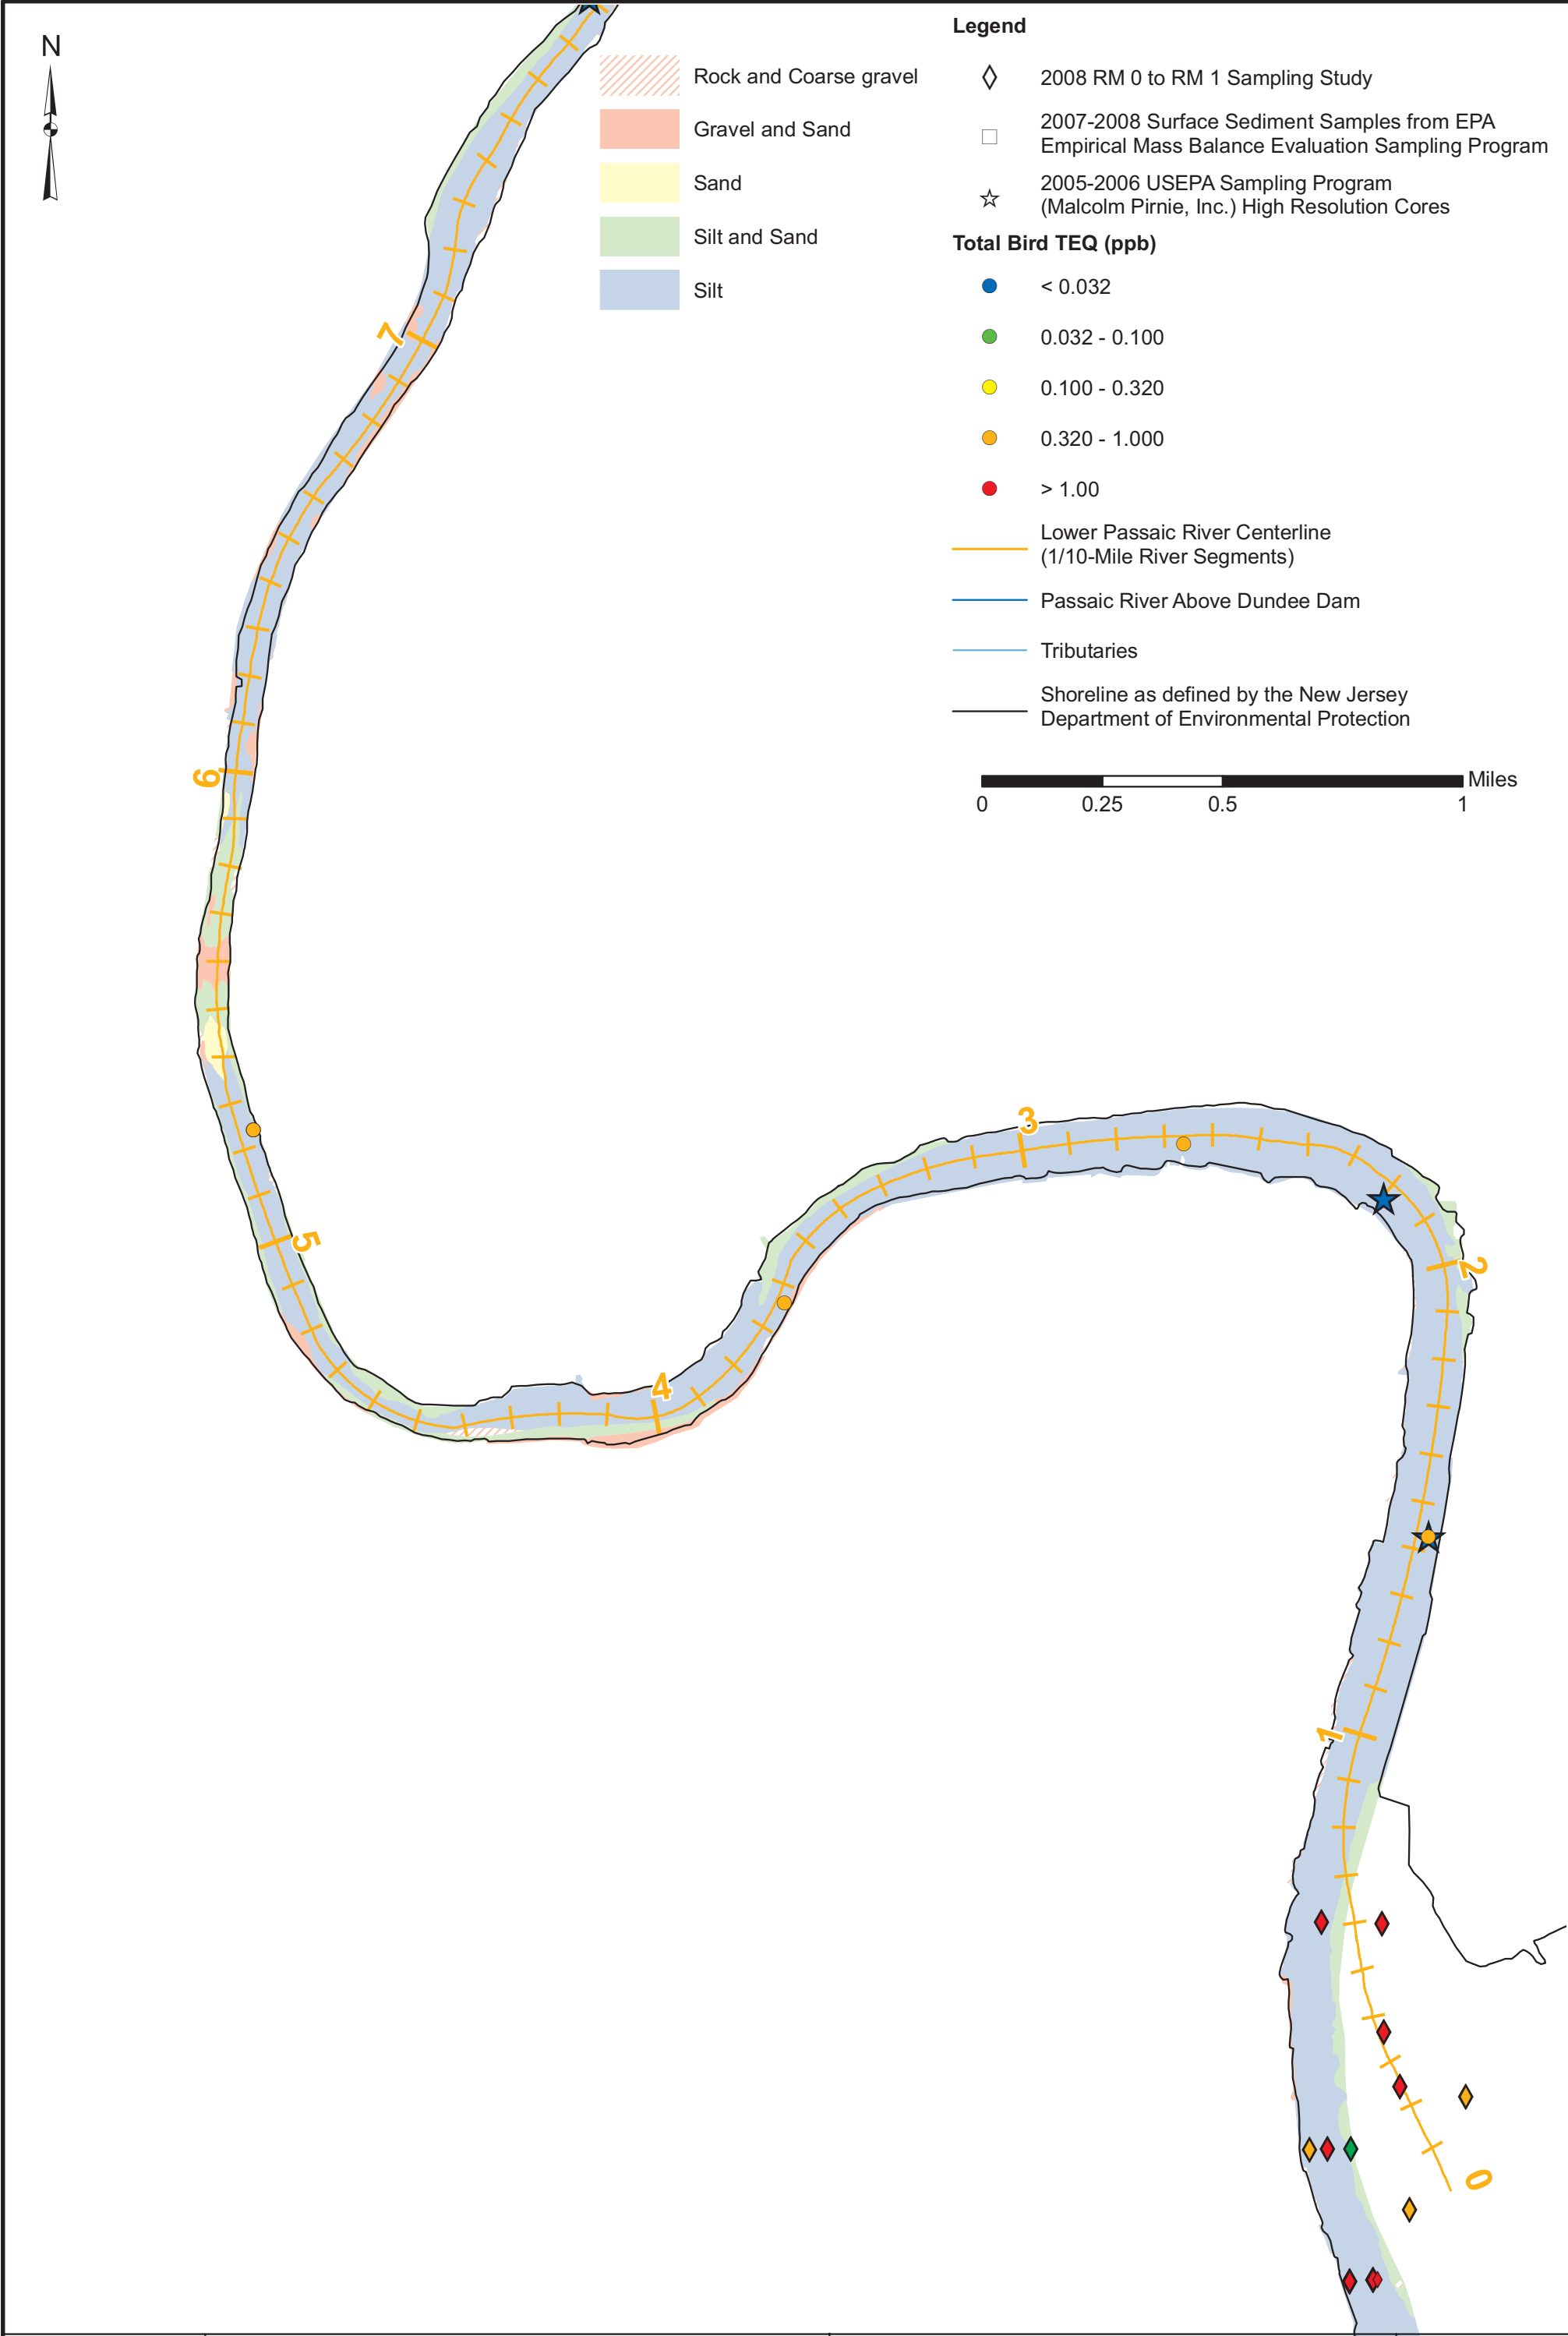 N
Rock and Coarse gravel
Gravel and Sand
Sand
Silt and Sand
Silt
Legend
2008 RM 0 to RM 1 Sampling Study
2007-2008 Surface Sediment Samples from EPA
Empirical Mass Balance Evaluation Sampling Program
2005-2006 USEPA Sampling Program
(Malcolm Pirnie, Inc.) High Resolution Cores
Total Bird TEQ (ppb)
< 0.032
0.032 - 0.100
0.100 - 0.320
0.320 - 1.000
> 1.00
Lower Passaic River Centerline
(1/10-Mile River Segments)
Passaic River Above Dundee Dam
Tributaries
Shoreline as defined by the New Jersey
Department of Environmental Protection
Miles
0 0.25 0.5 1
7
6
5
4
3
2
1
0